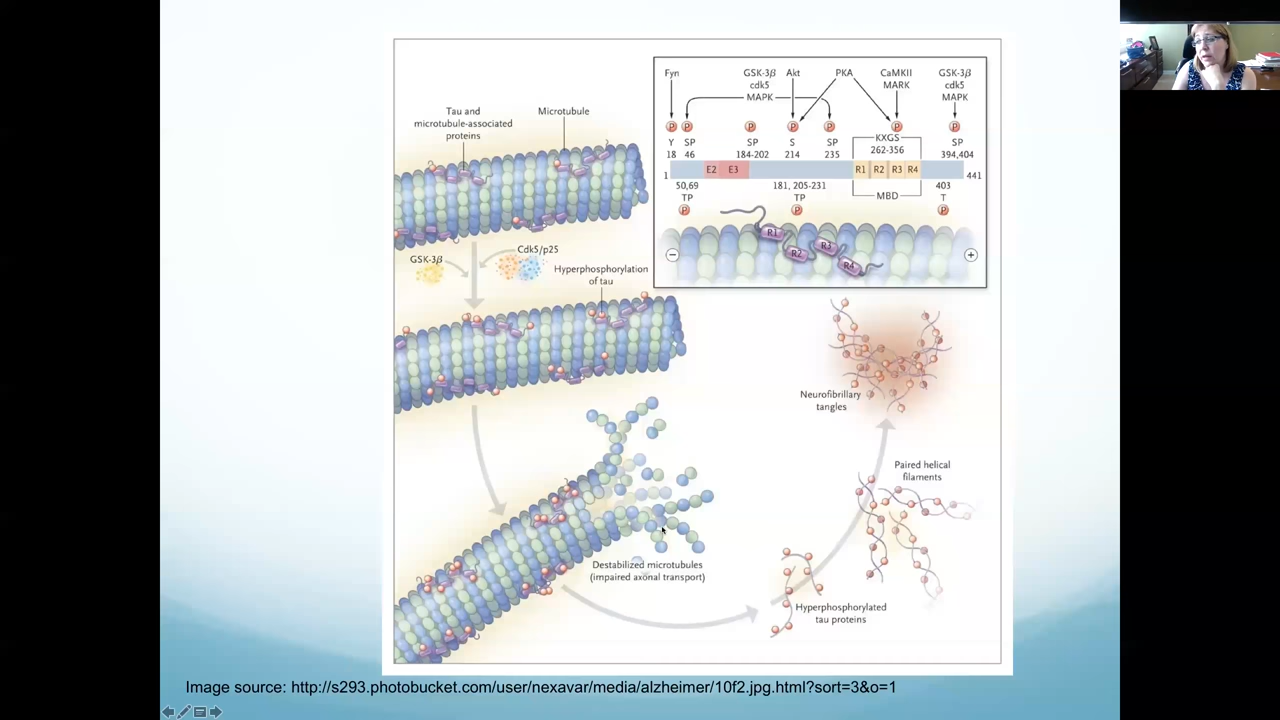 Tau and
microtubule-associated
proteins
Microtubule
GSK-3β
Cdk5/p25
Hyperphosphorylation
of tau
Fyn
GSK-3β
cdk5
MAPK
Akt
PKA
CaMKII
MARK
GSK-3β
cdk5
MAPK
P P P P P P P
Y SP SP S SP KXGS SP
18 46 184-202 214 235 262-356 394,404
1 E2 E3 R1 R2 R3 R4 441
50,69 181, 205-231 MBD 403
TP TP T
P P P
R1
R2
R3
R4
− +
Neurofibrillary
tangles
Paired helical
filaments
Destabilized microtubules
(impaired axonal transport)
Hyperphosphorylated
tau proteins
Image source: http://s293.photobucket.com/user/nexavar/media/alzheimer/10f2.jpg.html?sort=3&o=1